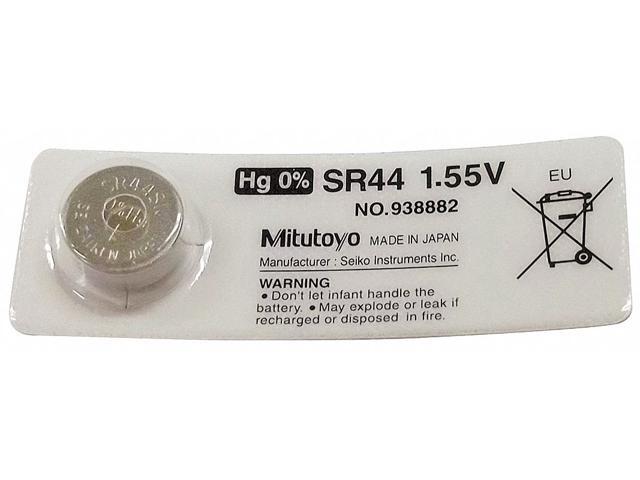 Hg 0% SR44 1.55V
NO.938882
EU
Mitutoyo MADE IN JAPAN
Manufacturer : Seiko Instruments Inc.
WARNING
• Don't let infant handle the
battery. • May explode or leak if
recharged or disposed in fire.
SR44SW